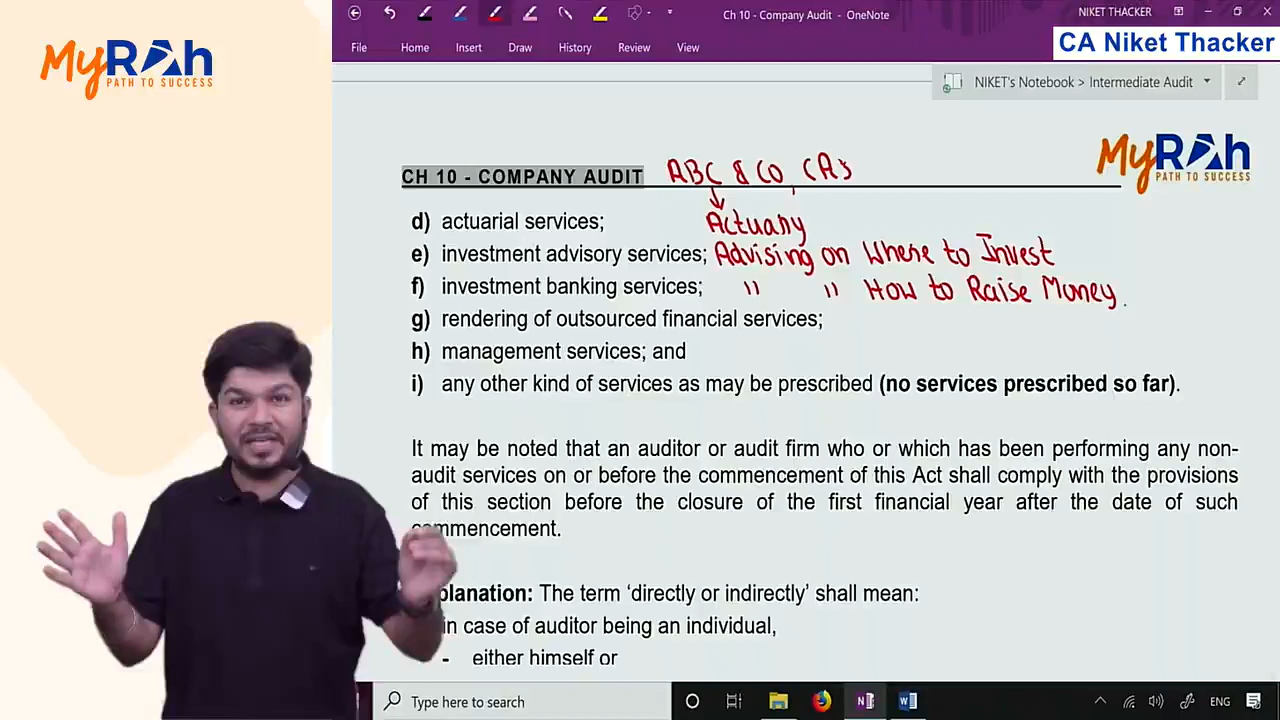 MyRAh
PATH TO SUCCESS
Ch 10 - Company Audit - OneNote
NIKET THACKER
CA Niket Thacker
File Home Insert Draw History Review View
NIKET's Notebook > Intermediate Audit
MyRAh
PATH TO SUCCESS
CH 10 - COMPANY AUDIT ABC & Co, CAs
d) actuarial services; Actuary
e) investment advisory services; Advising on Where to Invest
f) investment banking services; " " How to Raise Money.
g) rendering of outsourced financial services;
h) management services; and
i) any other kind of services as may be prescribed (no services prescribed so far).
It may be noted that an auditor or audit firm who or which has been performing any non-
audit services on or before the commencement of this Act shall comply with the provisions
of this section before the closure of the first financial year after the date of such
commencement.
planation: The term ‘directly or indirectly’ shall mean:
in case of auditor being an individual,
- either himself or
Type here to search
ENG